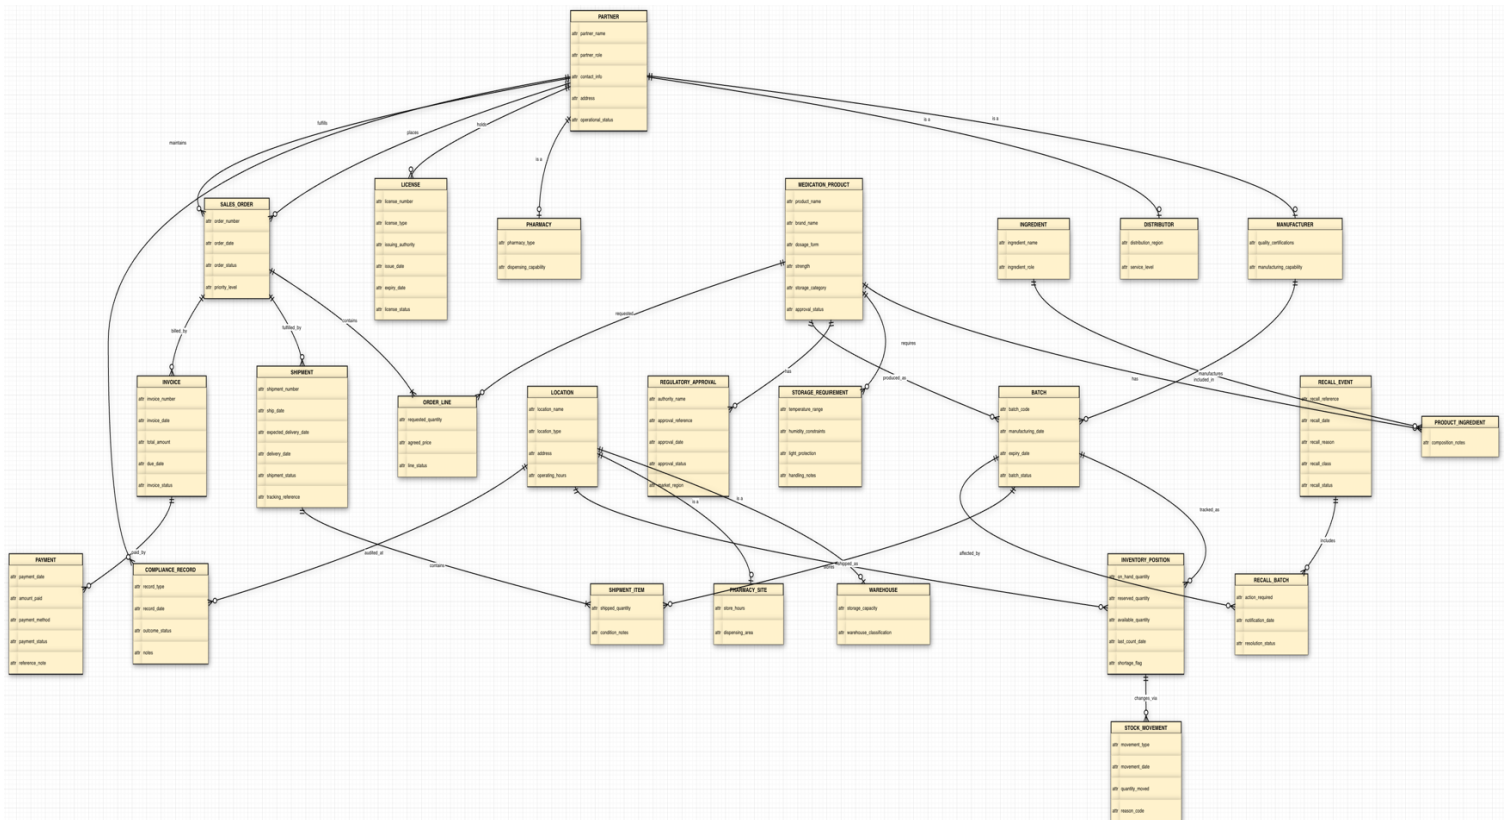 PARTNER
attr partner_name
attr partner_role
attr contact_info
attr address
attr operational_status
fulfills
maintains
places
holds
is a
is a
is a
SALES_ORDER
attr order_number
attr order_date
attr order_status
attr priority_level
LICENSE
attr license_number
attr license_type
attr issuing_authority
attr issue_date
attr expiry_date
attr license_status
PHARMACY
attr pharmacy_type
attr dispensing_capability
MEDICATION_PRODUCT
attr product_name
attr brand_name
attr dosage_form
attr strength
attr storage_category
attr approval_status
INGREDIENT
attr ingredient_name
attr ingredient_role
DISTRIBUTOR
attr distribution_region
attr service_level
MANUFACTURER
attr quality_certifications
attr manufacturing_capability
billed_by
fulfilled_by
contains
requested
requires
has
produced_as
has
manufactures
included_in
INVOICE
attr invoice_number
attr invoice_date
attr total_amount
attr due_date
attr invoice_status
SHIPMENT
attr shipment_number
attr ship_date
attr expected_delivery_date
attr delivery_date
attr shipment_status
attr tracking_reference
ORDER_LINE
attr requested_quantity
attr agreed_price
attr line_status
LOCATION
attr location_name
attr location_type
attr address
attr operating_hours
REGULATORY_APPROVAL
attr authority_name
attr approval_reference
attr approval_date
attr approval_status
attr market_region
STORAGE_REQUIREMENT
attr temperature_range
attr humidity_constraints
attr light_protection
attr handling_notes
BATCH
attr batch_code
attr manufacturing_date
attr expiry_date
attr batch_status
RECALL_EVENT
attr recall_reference
attr recall_date
attr recall_reason
attr recall_class
attr recall_status
PRODUCT_INGREDIENT
attr composition_notes
paid_by
audited_at
contains
is a
is a
shipped_as
stores
affected_by
tracked_as
includes
PAYMENT
attr payment_date
attr amount_paid
attr payment_method
attr payment_status
attr reference_note
COMPLIANCE_RECORD
attr record_type
attr record_date
attr outcome_status
attr notes
SHIPMENT_ITEM
attr shipped_quantity
attr condition_notes
PHARMACY_SITE
attr store_hours
attr dispensing_area
WAREHOUSE
attr storage_capacity
attr warehouse_classification
INVENTORY_POSITION
attr on_hand_quantity
attr reserved_quantity
attr available_quantity
attr last_count_date
attr shortage_flag
RECALL_BATCH
attr action_required
attr notification_date
attr resolution_status
changes_via
STOCK_MOVEMENT
attr movement_type
attr movement_date
attr quantity_moved
attr reason_code